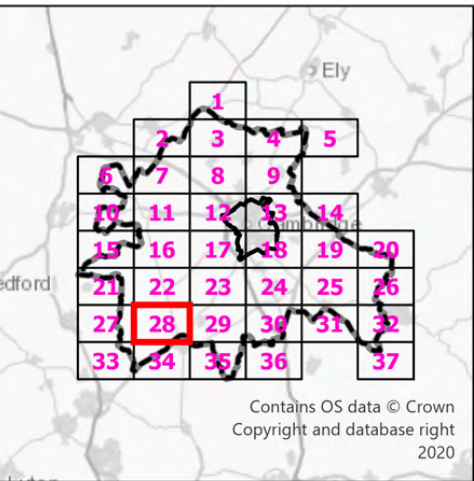 Ely
1
2 3 4 5
6 7 8 9
10 11 12 13 14
Cambridge
15 16 17 18 19 20
edford
21 22 23 24 25 26
27 28 29 30 31 32
33 34 35 36 37
Contains OS data © Crown
Copyright and database right
2020